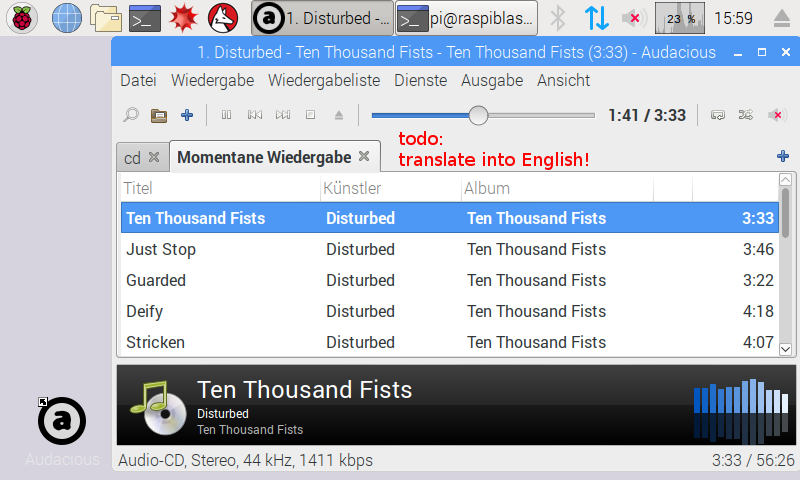 1. Disturbed -...
pi@raspiblas...
23 %
15:59
1. Disturbed - Ten Thousand Fists - Ten Thousand Fists (3:33) - Audacious
Datei Wiedergabe Wiedergabeliste Dienste Ausgabe Ansicht
1:41 / 3:33
todo:
translate into English!
cd
Momentane Wiedergabe
Titel Künstler Album
Ten Thousand Fists Disturbed Ten Thousand Fists 3:33
Just Stop Disturbed Ten Thousand Fists 3:46
Guarded Disturbed Ten Thousand Fists 3:22
Deify Disturbed Ten Thousand Fists 4:18
Stricken Disturbed Ten Thousand Fists 4:07
Ten Thousand Fists
Disturbed
Ten Thousand Fists
Audacious
Audio-CD, Stereo, 44 kHz, 1411 kbps
3:33 / 56:26